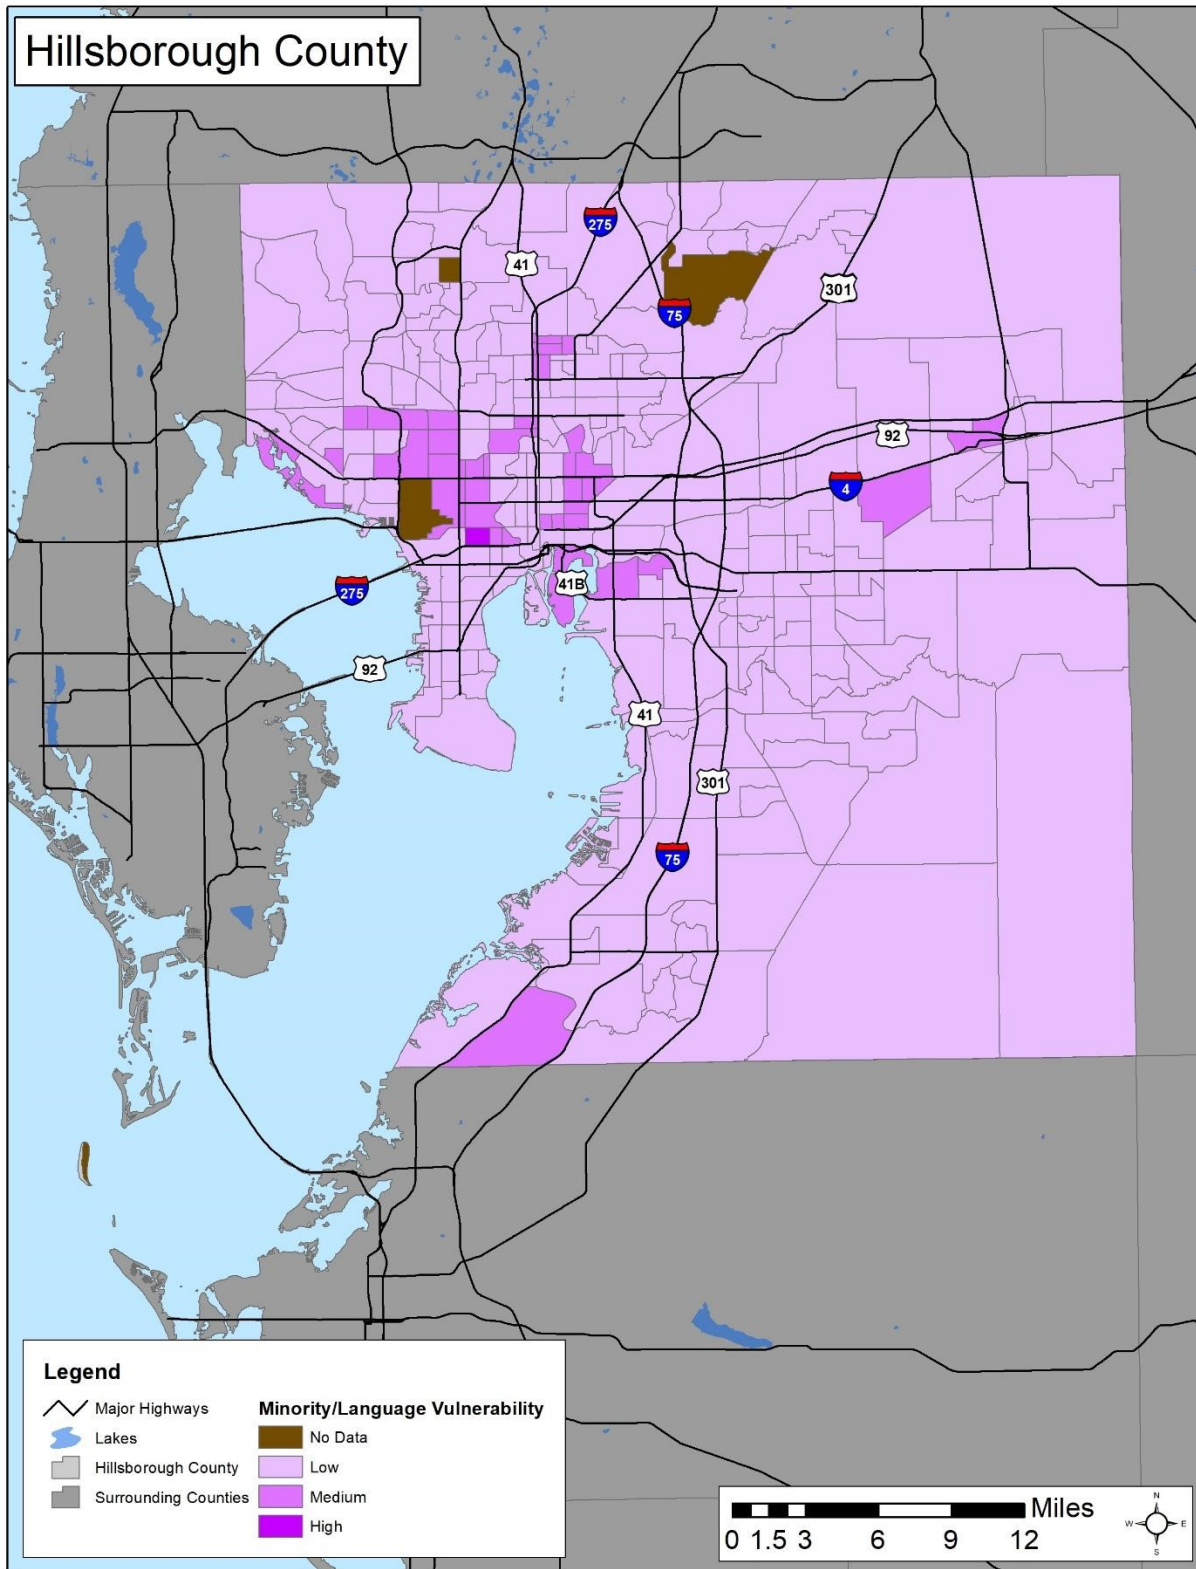 Hillsborough County
275
41
301
75
92
4
41B
275
92
41
301
75
Legend
Major Highways
Lakes
Hillsborough County
Surrounding Counties
Minority/Language Vulnerability
No Data
Low
Medium
High
Miles
0 1.5 3 6 9 12
N
W E
S